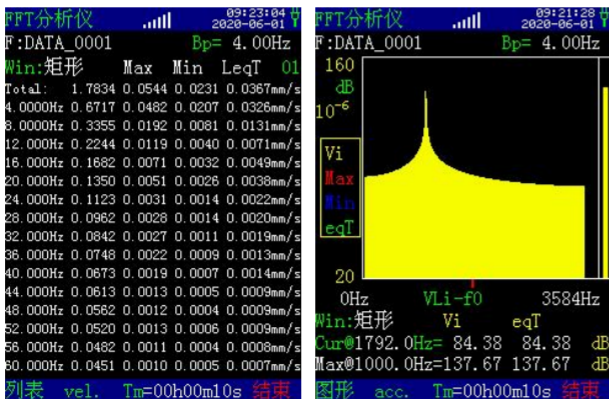 FFT分析仪 09:23:04
2020-06-01
F:DATA_0001 Bp= 4.00Hz
Win:矩形 Max Min LeqT 01
Total: 1.7834 0.0544 0.0231 0.0367mm/s
4.0000Hz 0.6717 0.0482 0.0207 0.0326mm/s
8.0000Hz 0.3355 0.0192 0.0081 0.0131mm/s
12.000Hz 0.2244 0.0119 0.0040 0.0071mm/s
16.000Hz 0.1682 0.0071 0.0032 0.0049mm/s
20.000Hz 0.1350 0.0051 0.0026 0.0038mm/s
24.000Hz 0.1123 0.0031 0.0014 0.0022mm/s
28.000Hz 0.0962 0.0028 0.0014 0.0020mm/s
32.000Hz 0.0842 0.0027 0.0011 0.0019mm/s
36.000Hz 0.0748 0.0022 0.0009 0.0013mm/s
40.000Hz 0.0673 0.0019 0.0007 0.0014mm/s
44.000Hz 0.0613 0.0013 0.0005 0.0009mm/s
48.000Hz 0.0562 0.0012 0.0004 0.0009mm/s
52.000Hz 0.0520 0.0013 0.0006 0.0009mm/s
56.000Hz 0.0482 0.0011 0.0004 0.0008mm/s
60.000Hz 0.0451 0.0010 0.0005 0.0007mm/s
列表 vel. Tm=00h00m10s 结束
FFT分析仪 09:21:28
2020-06-01
F:DATA_0001 Bp= 4.00Hz
160
dB
10-6
Vi
Max
Min
eqT
20
0Hz VLi-f0 3584Hz
Win:矩形 Vi eqT
Cur@1792.0Hz= 84.38 84.38 dB
Max@1000.0Hz=137.67 137.67 dB
图形 acc. Tm=00h00m10s 结束